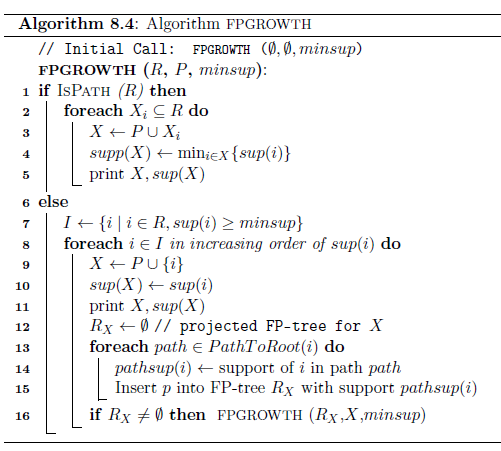 Algorithm 8.4: Algorithm FPGROWTH
// Initial Call: FPGROWTH (∅, ∅, minsup)
FPGROWTH (R, P, minsup):
1 if IsPath (R) then
2 foreach Xᵢ ⊆ R do
3 X ← P ∪ Xᵢ
4 supp(X) ← minᵢ∈X{sup(i)}
5 print X, sup(X)
6 else
7 I ← {i | i ∈ R, sup(i) ≥ minsup}
8 foreach i ∈ I in increasing order of sup(i) do
9 X ← P ∪ {i}
10 sup(X) ← sup(i)
11 print X, sup(X)
12 R_X ← ∅ // projected FP-tree for X
13 foreach path ∈ PathToRoot(i) do
14 pathsup(i) ← support of i in path path
15 Insert p into FP-tree R_X with support pathsup(i)
16 if R_X ≠ ∅ then FPGROWTH (R_X,X,minsup)